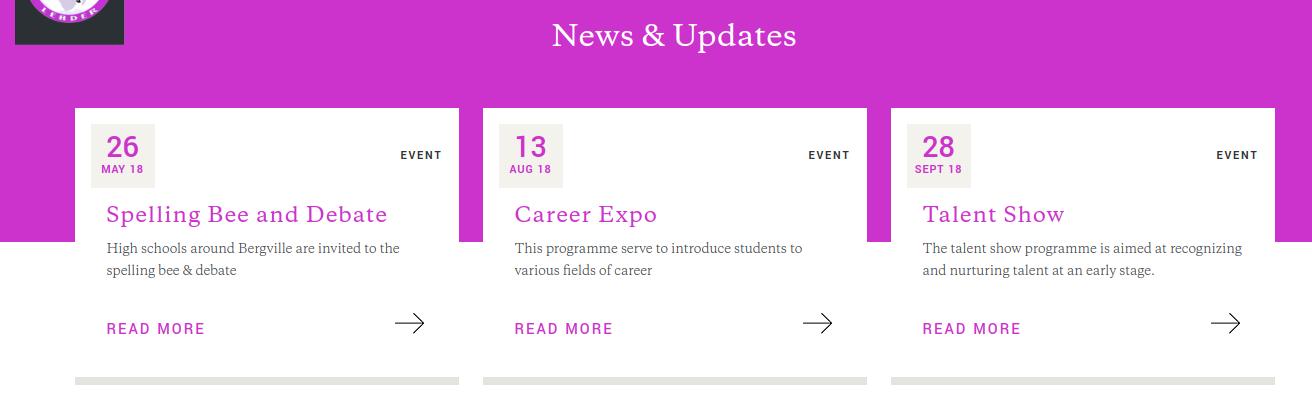 News & Updates
26
MAY 18
EVENT
Spelling Bee and Debate
High schools around Bergville are invited to the
spelling bee & debate
READ MORE
13
AUG 18
EVENT
Career Expo
This programme serve to introduce students to
various fields of career
READ MORE
28
SEPT 18
EVENT
Talent Show
The talent show programme is aimed at recognizing
and nurturing talent at an early stage.
READ MORE